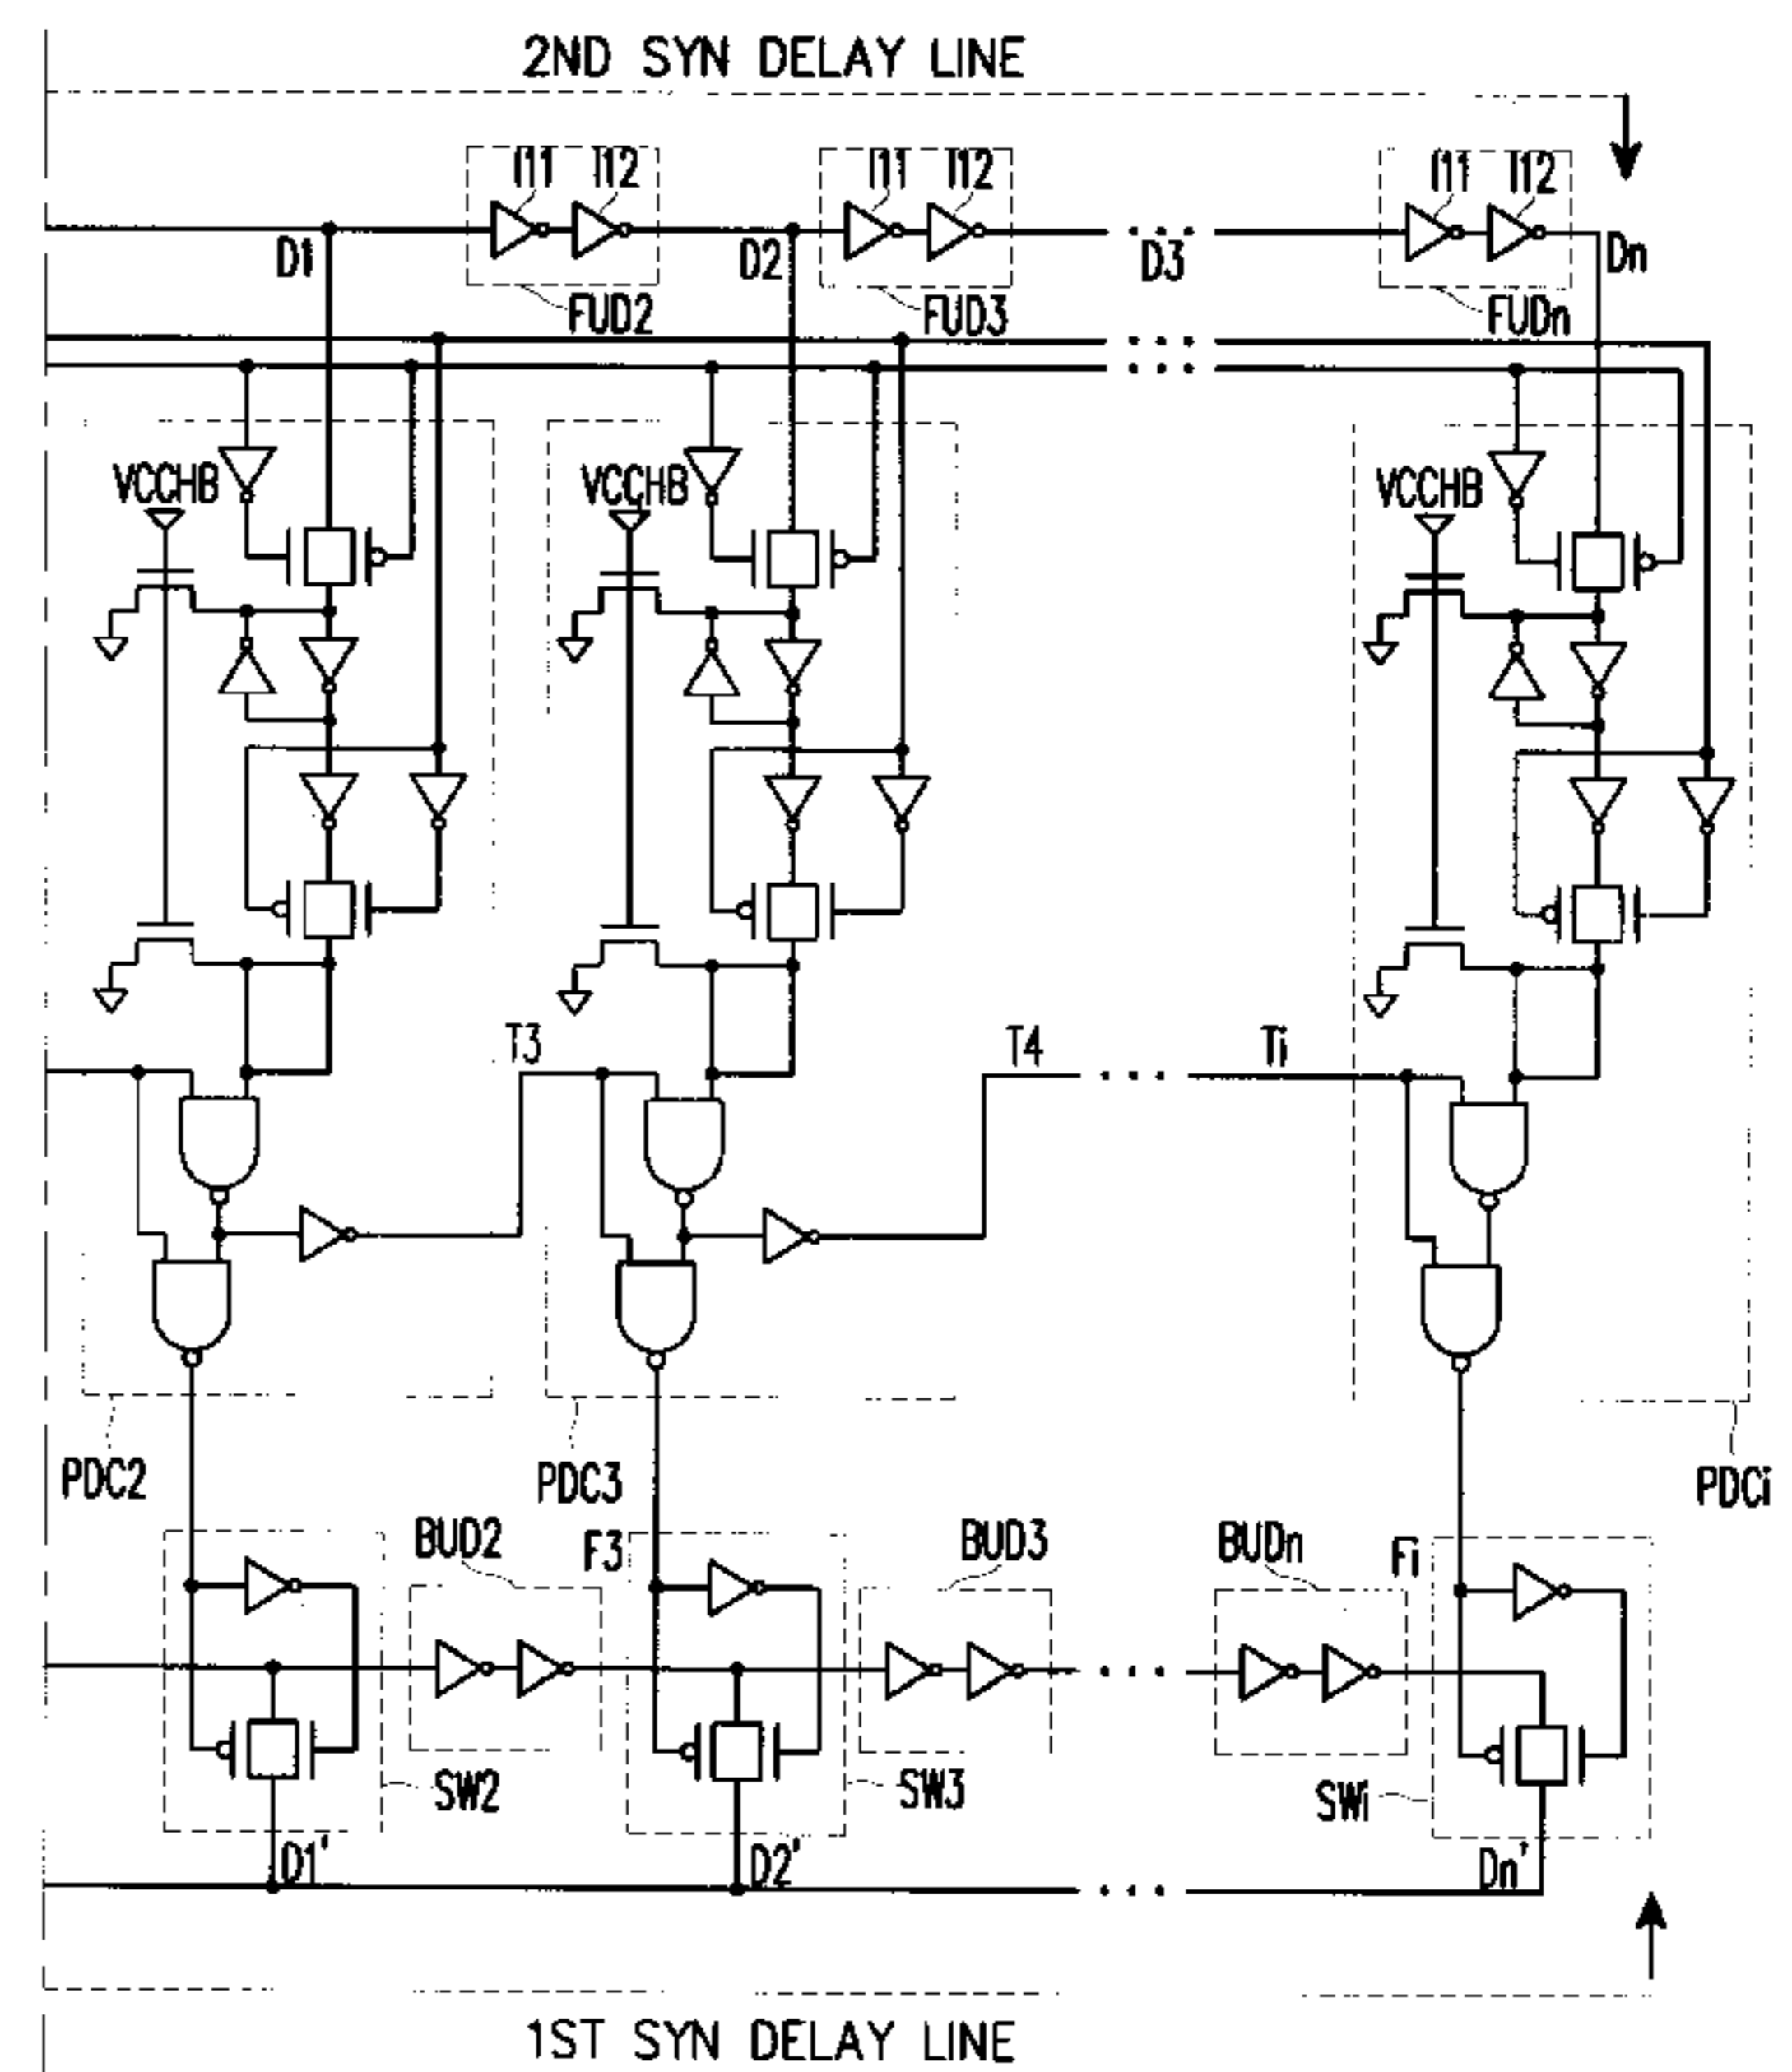 2ND SYN DELAY LINE
I11 I12 I11 I12 I11 I12
D1 D2 D3 Dn
FUD2 FUD3 FUDn
VCCHB VCCHB VCCHB
T3 T4 Ti
PDC2 PDC3 PDCi
BUD2 F3 BUD3 BUDn Fi
SW2 SW3 SWi
D1' D2' Dn'
1ST SYN DELAY LINE